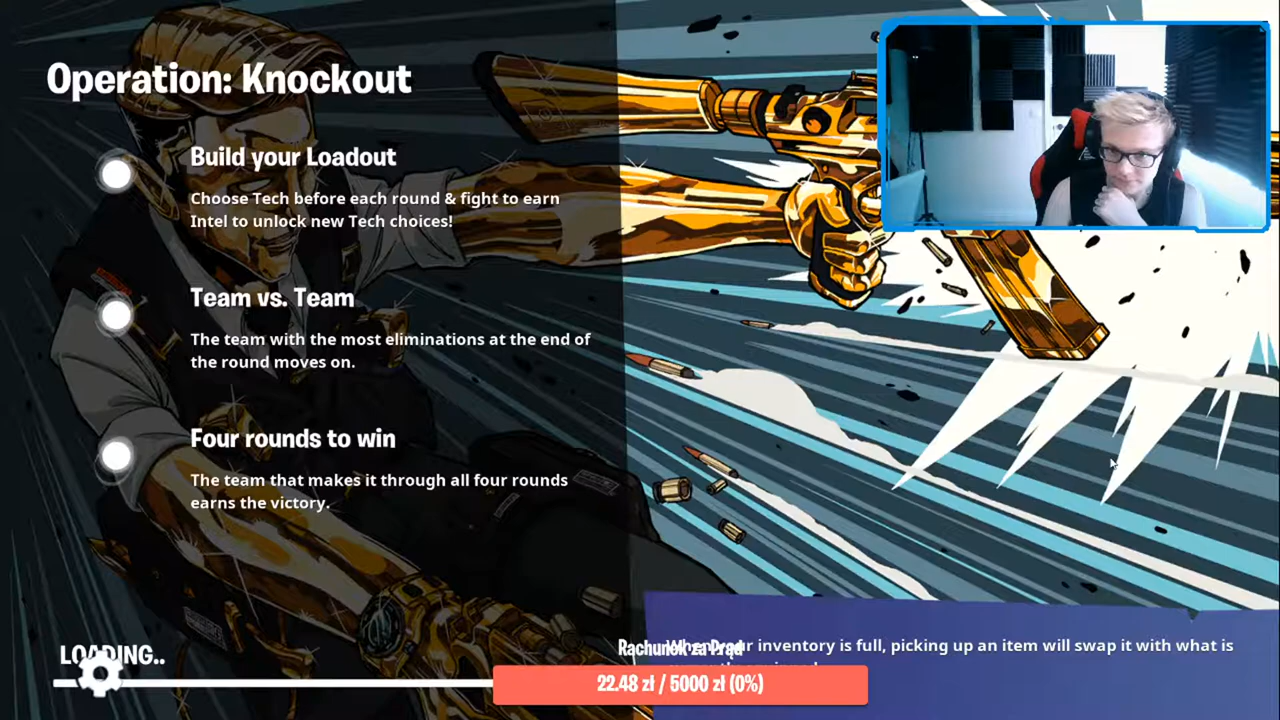 Operation: Knockout
Build your Loadout
Choose Tech before each round & fight to earn
Intel to unlock new Tech choices!
Team vs. Team
The team with the most eliminations at the end of
the round moves on.
Four rounds to win
The team that makes it through all four rounds
earns the victory.
LOADING..
Rachunek za Prąd
inventory is full, picking up an item will swap it with what is
22.48 zł / 5000 zł (0%)